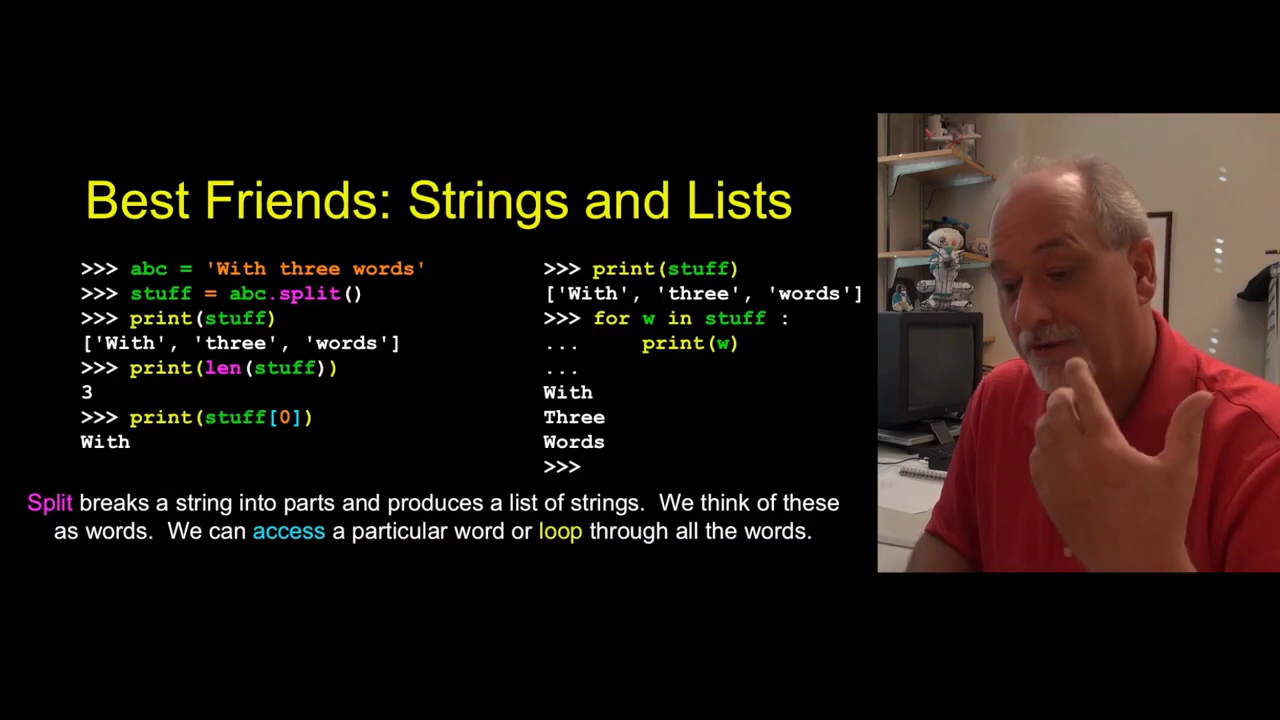 Best Friends: Strings and Lists
>>> abc = 'With three words'
>>> stuff = abc.split()
>>> print(stuff)
['With', 'three', 'words']
>>> print(len(stuff))
3
>>> print(stuff[0])
With
>>> print(stuff)
['With', 'three', 'words']
>>> for w in stuff :
...     print(w)
...
With
Three
Words
>>>
Split breaks a string into parts and produces a list of strings.  We think of these
as words.  We can access a particular word or loop through all the words.